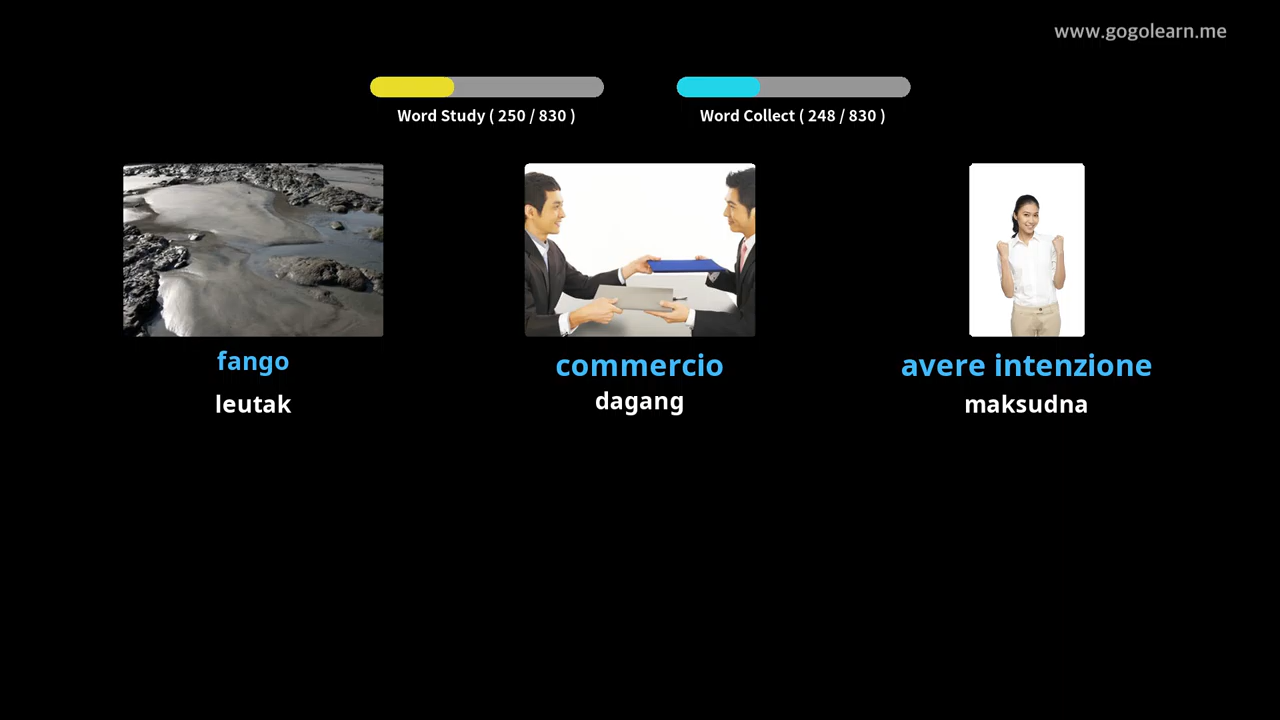 www.gogolearn.me
Word Study ( 250 / 830 )
Word Collect ( 248 / 830 )
fango
leutak
commercio
dagang
avere intenzione
maksudna